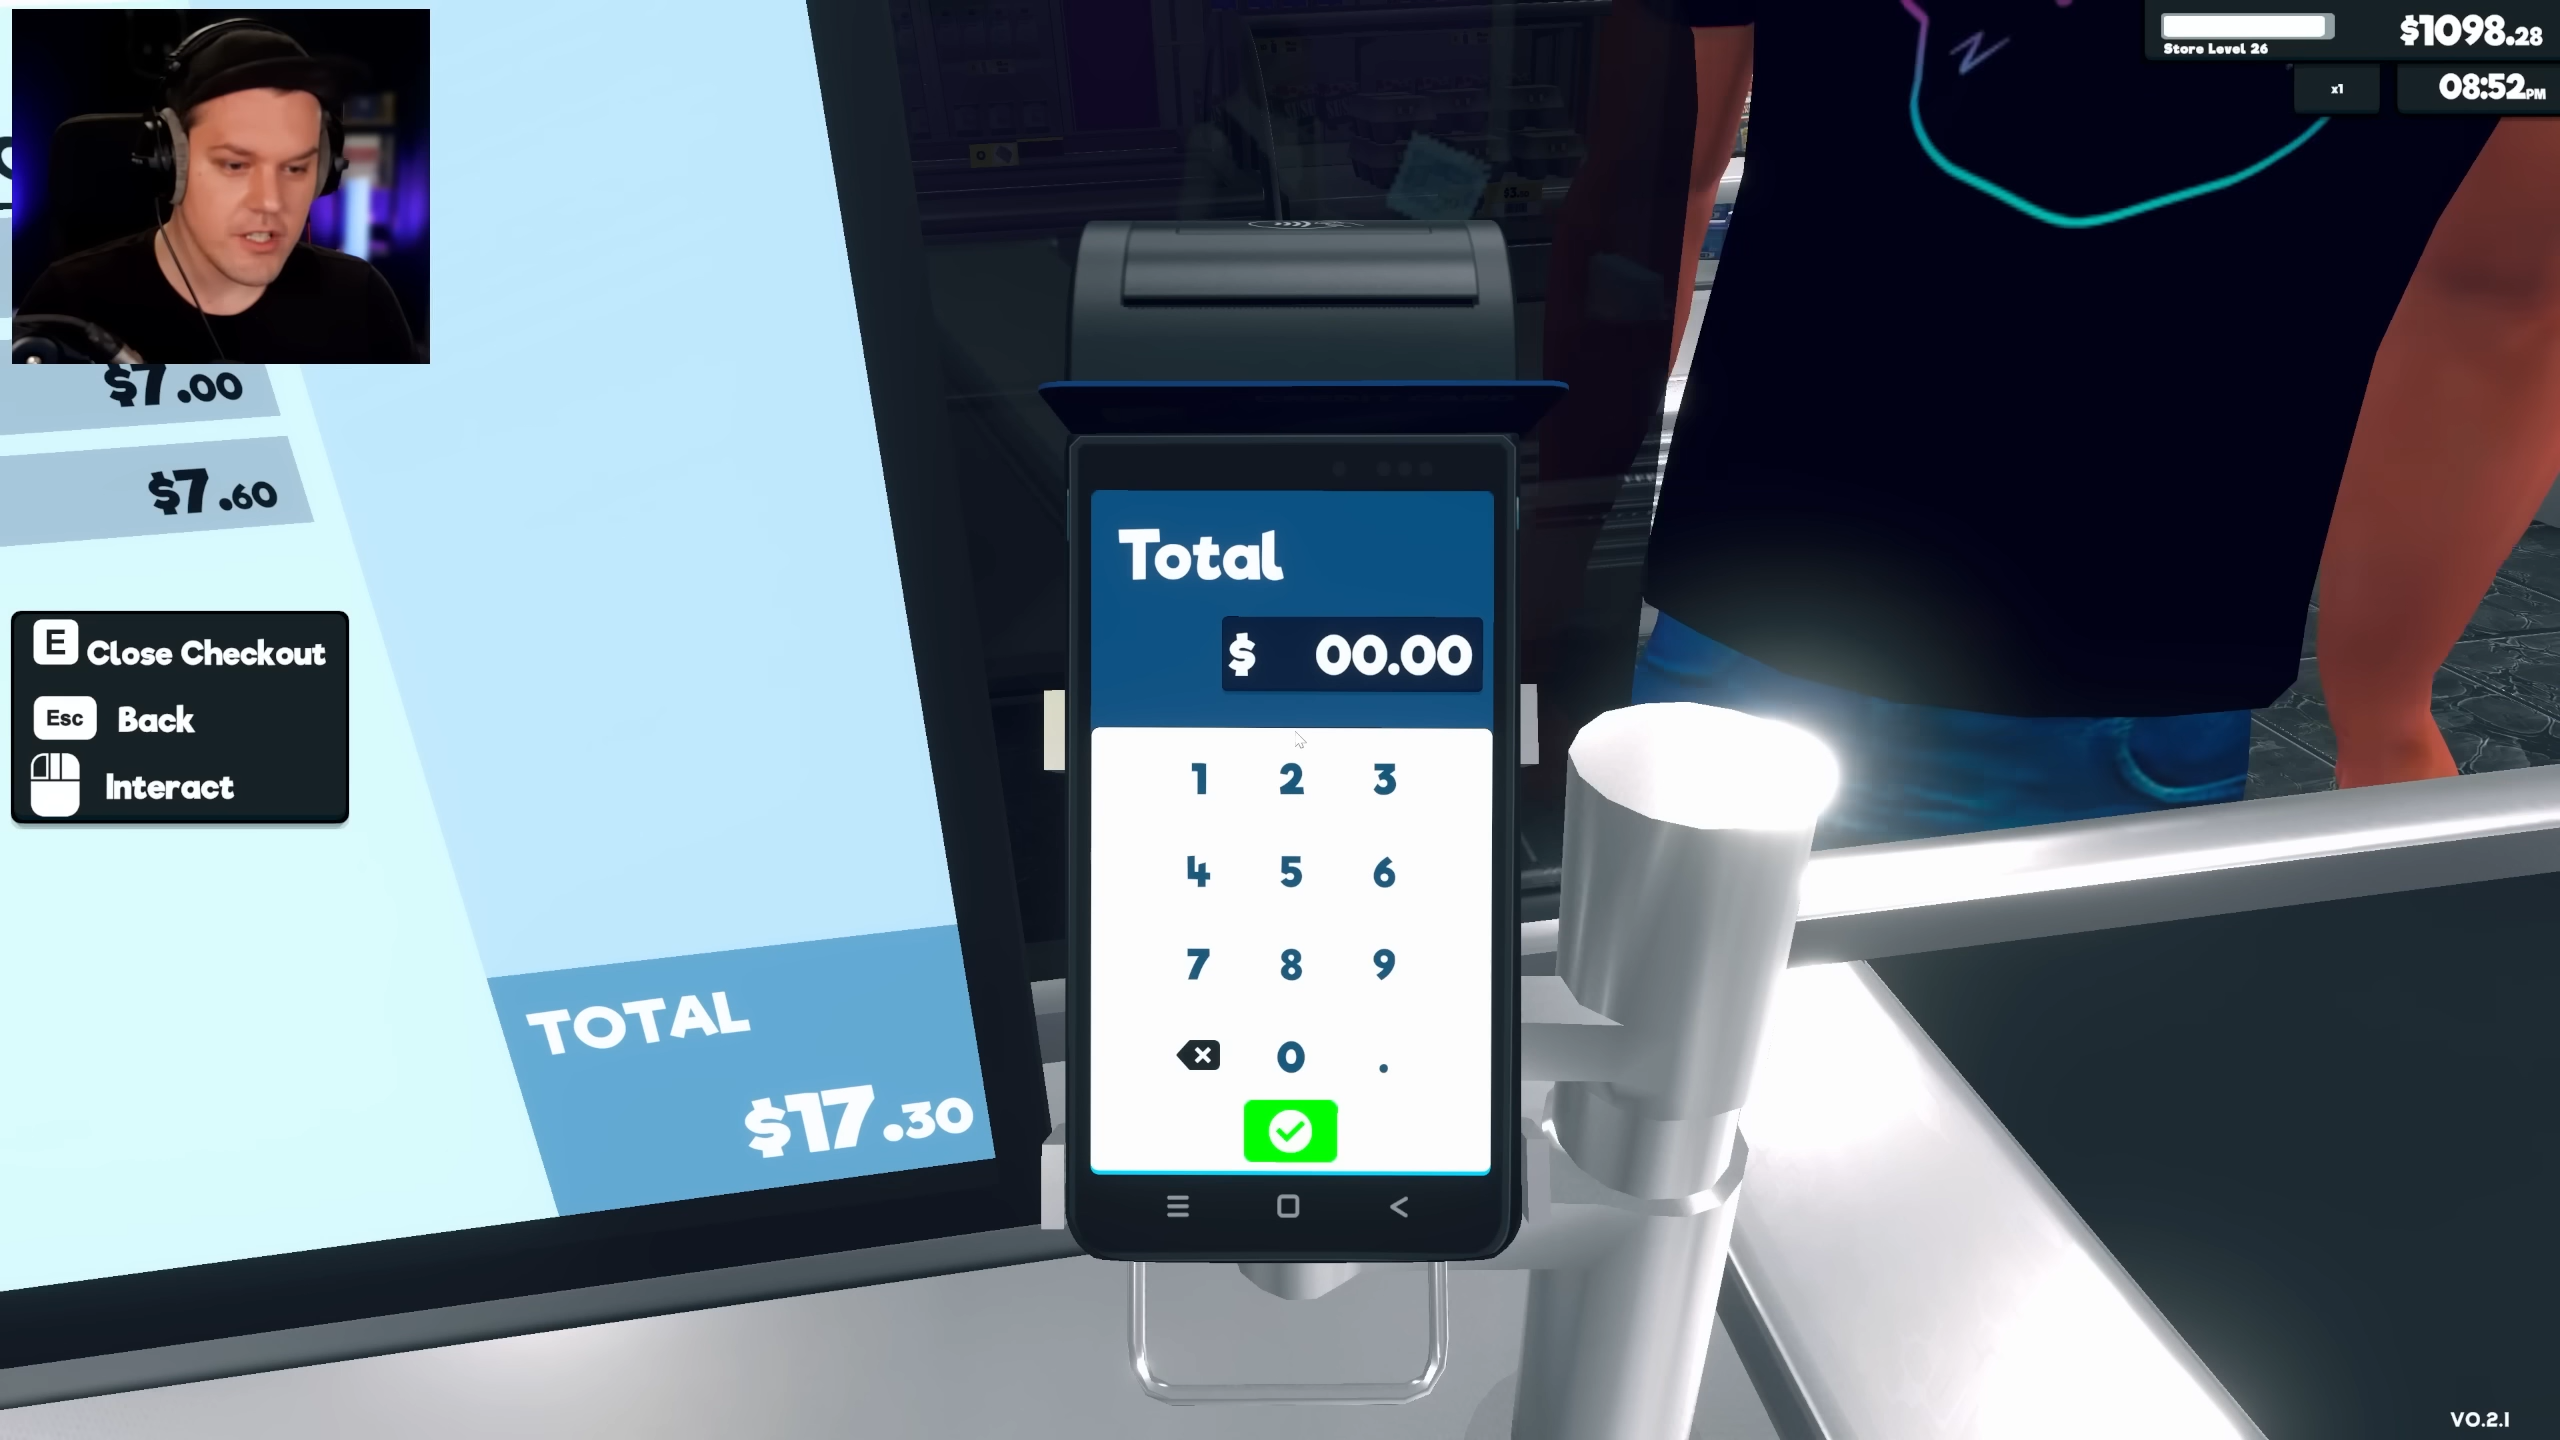 $1098.28
Store Level 26
x1
08:52PM
$7.00
$7.60
E Close Checkout
Esc Back
Interact
Total
$ 00.00
1 2 3
4 5 6
7 8 9
0 .
TOTAL
$17.30
V0.2.1